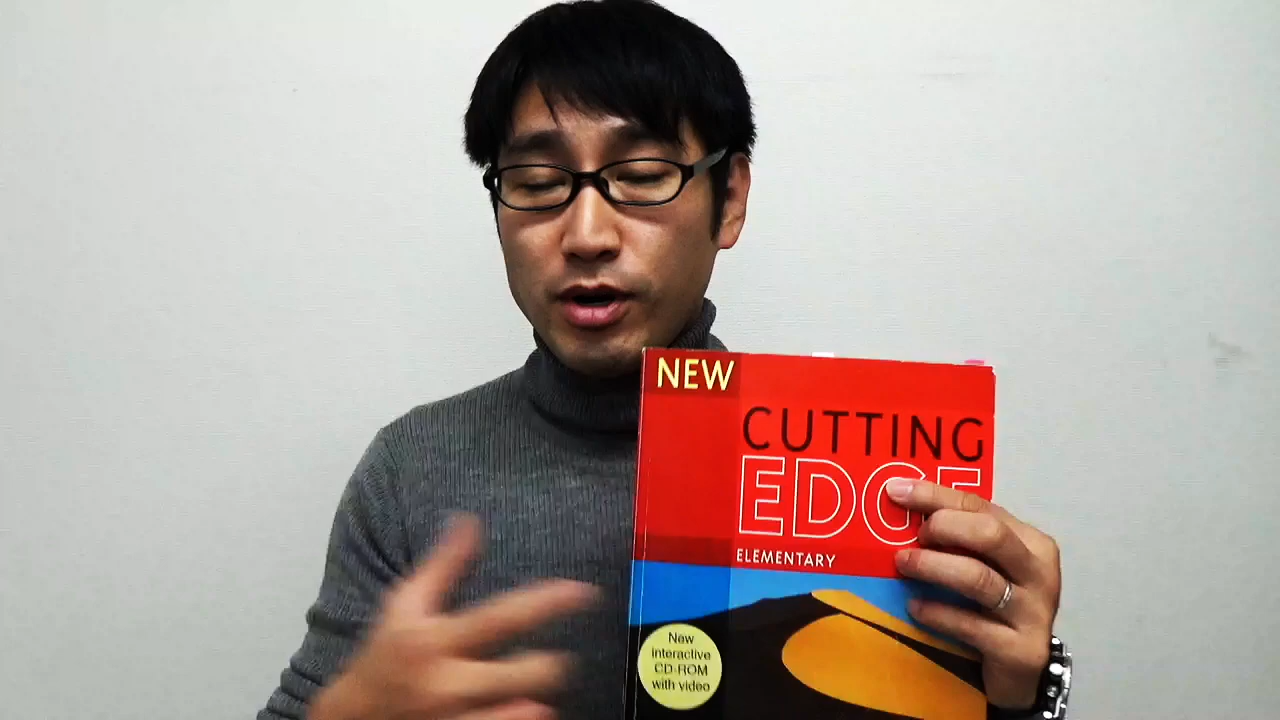 NEW
CUTTING
EDGE
ELEMENTARY
New
interactive
CD-ROM
with video